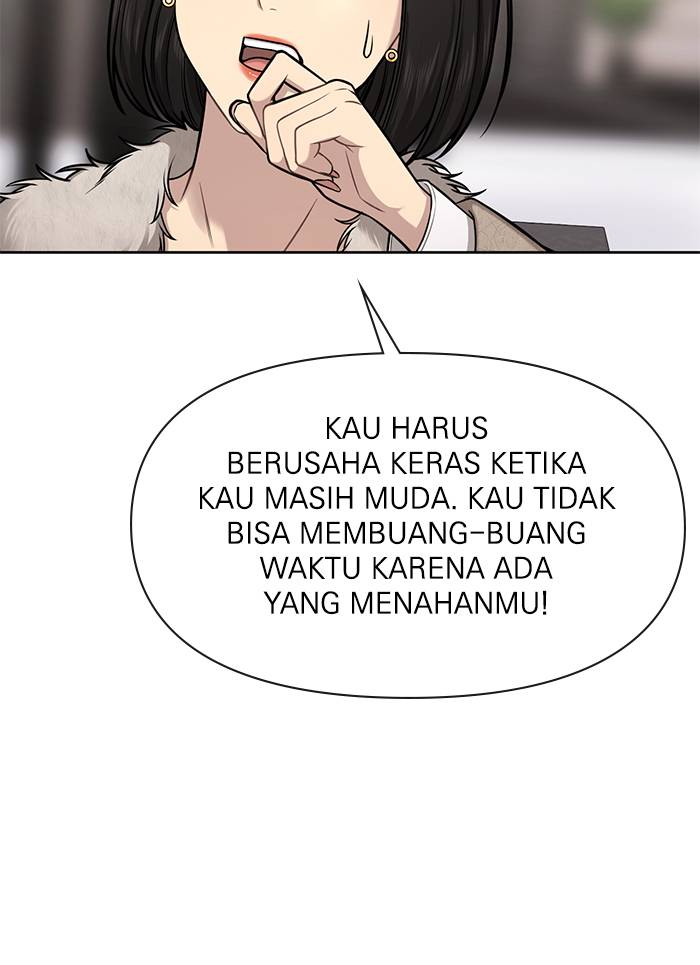 KAU HARUS
BERUSAHA KERAS KETIKA
KAU MASIH MUDA. KAU TIDAK
BISA MEMBUANG-BUANG
WAKTU KARENA ADA
YANG MENAHANMU!